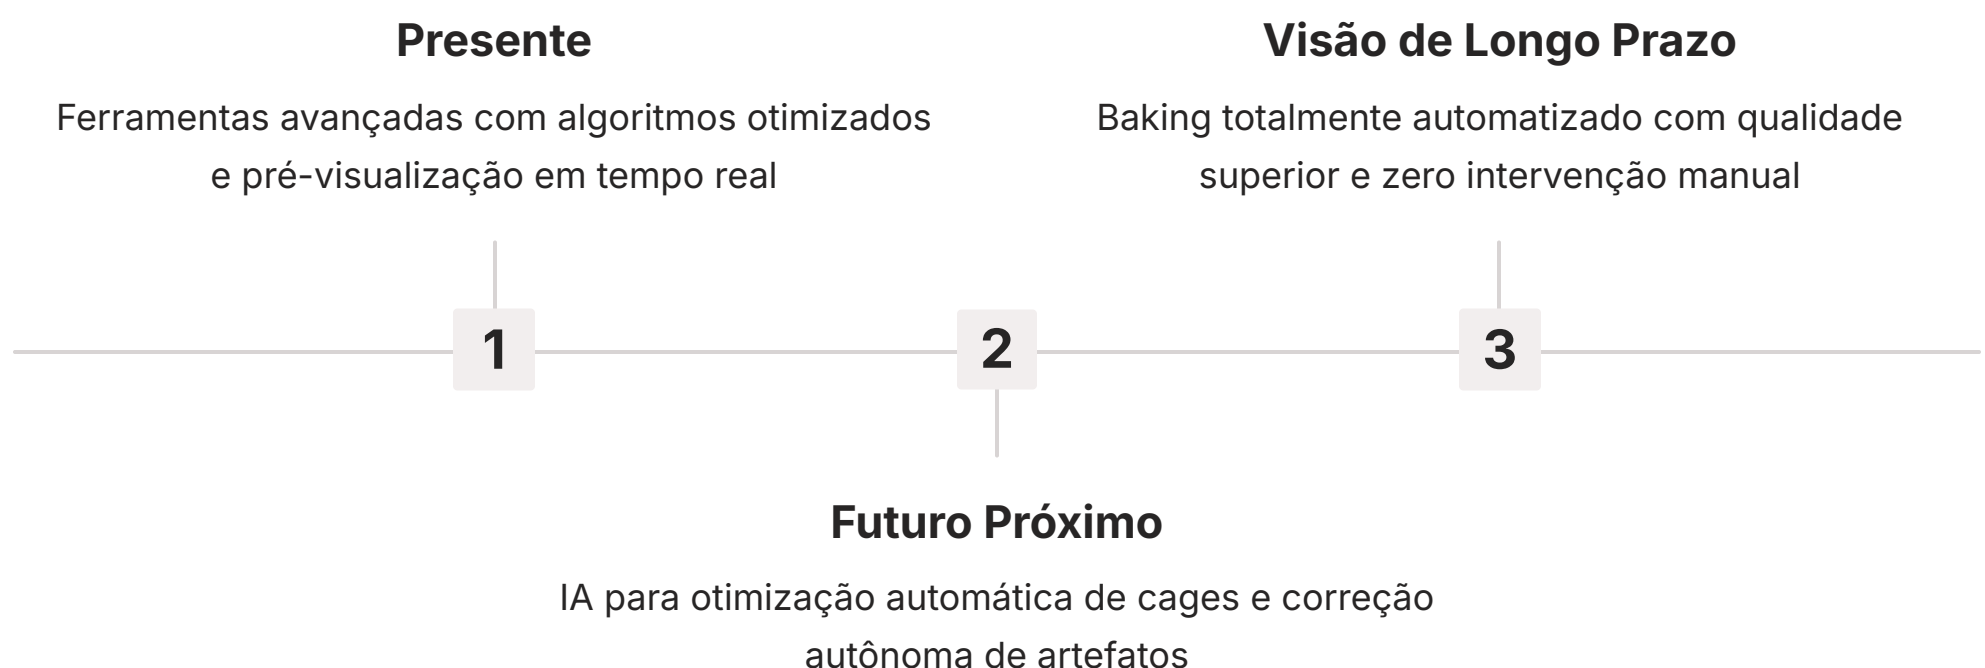 Presente
Ferramentas avançadas com algoritmos otimizados
e pré-visualização em tempo real
Visão de Longo Prazo
Baking totalmente automatizado com qualidade
superior e zero intervenção manual
1
2
3
Futuro Próximo
IA para otimização automática de cages e correção
autônoma de artefatos